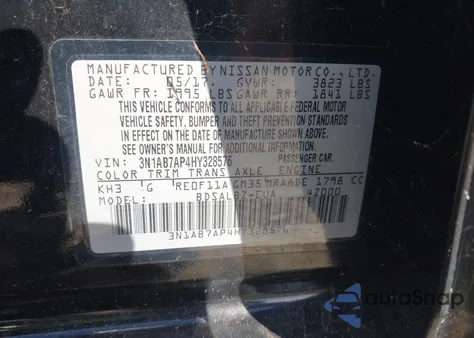 MANUFACTURED BY NISSAN MOTOR CO., LTD.
DATE: 05/17 GVWR: 3823 LBS
GAWR FR: 1995 LBS GAWR RR: 1841 LBS
THIS VEHICLE CONFORMS TO ALL APPLICABLE FEDERAL MOTOR
VEHICLE SAFETY, BUMPER AND THEFT PREVENTION STANDARDS
IN EFFECT ON THE DATE OF MANUFACTURE SHOWN ABOVE.
SEE OWNER'S MANUAL FOR ADDITIONAL INFORMATION
VIN: 3N1AB7AP4HY328576 PASSENGER CAR.
COLOR TRIM TRANS AXLE ENGINE
KH3 G RE0F11A GM35 MRA8DE 1798 CC
MODEL: BDSALB7-EUA 42000
3N1AB7AP4HY328576
autoSnap